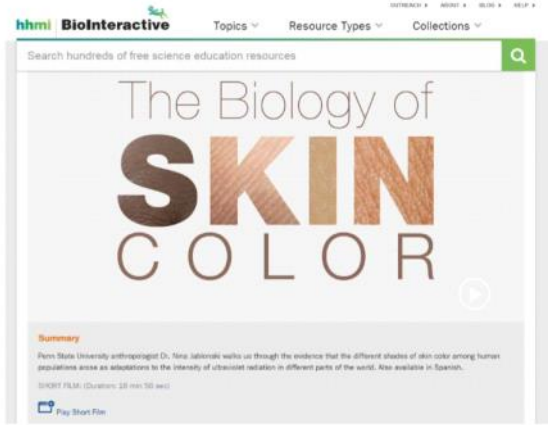 OUTREACH ABOUT BLOG HELP
hhmi BioInteractive Topics Resource Types Collections
Search hundreds of free science education resources
The Biology of
SKIN
COLOR
Summary
Penn State University anthropologist Dr. Nina Jablonski walks us through the evidence that the different shades of skin color among human
populations arose as adaptations to the intensity of ultraviolet radiation in different parts of the world. Also available in Spanish.
SHORT FILM: (Duration: 18 min 58 sec)
Play Short Film